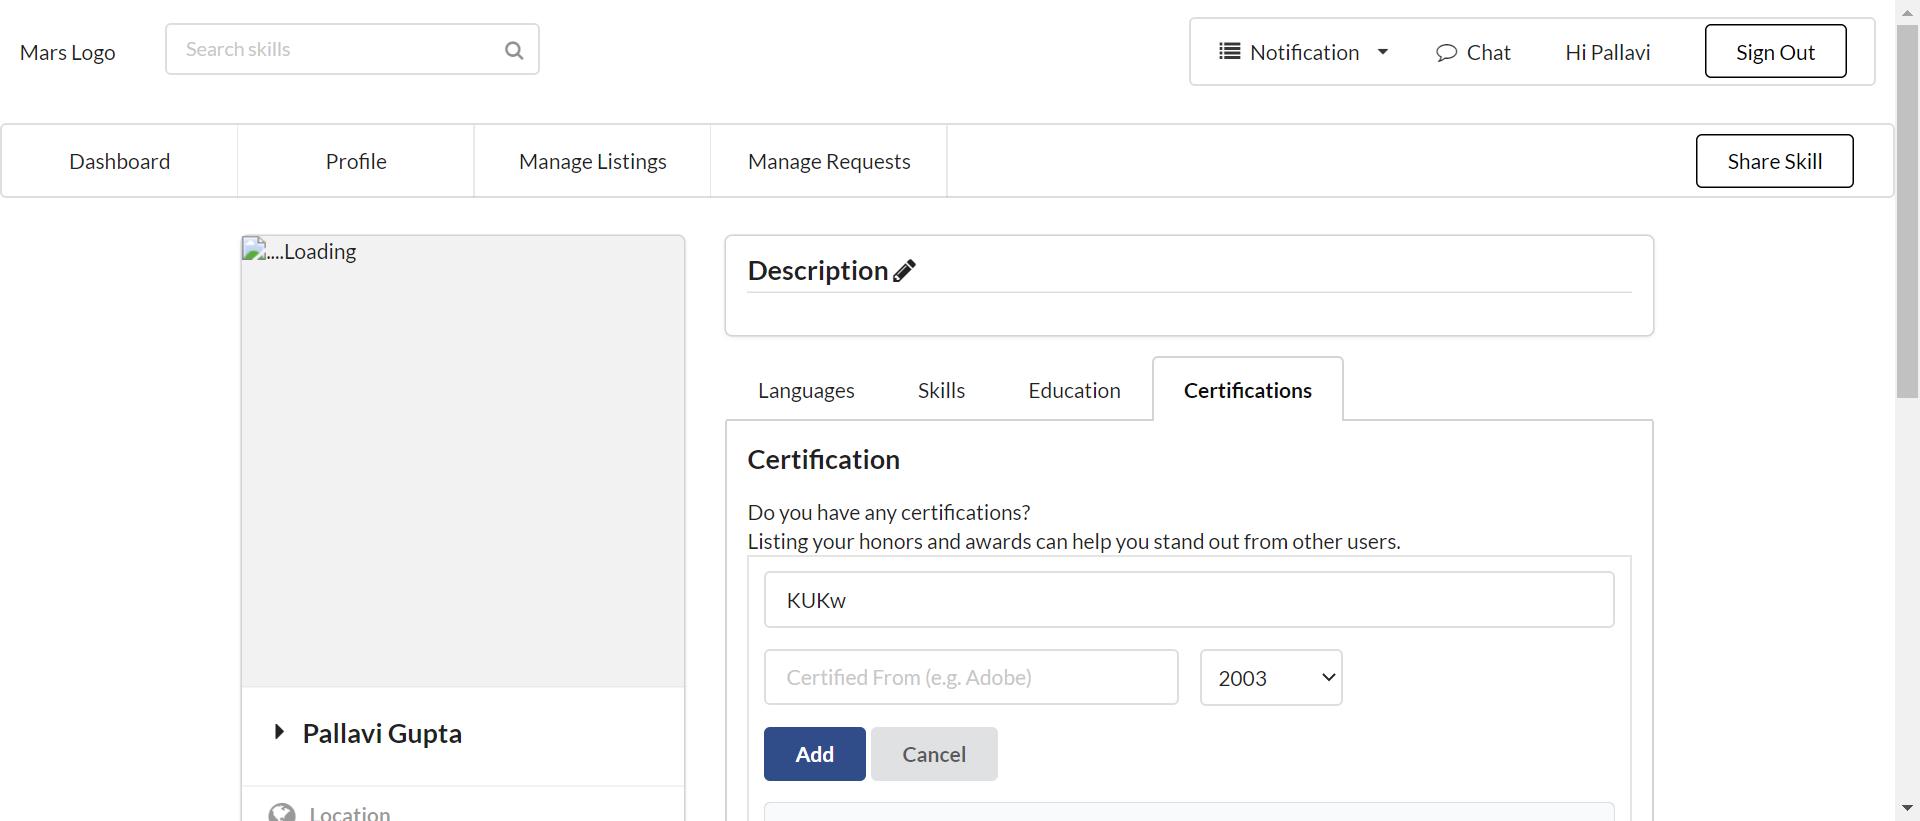 Mars Logo
Search skills
Notification
Chat
Hi Pallavi
Sign Out
Dashboard
Profile
Manage Listings
Manage Requests
Share Skill
....Loading
Pallavi Gupta
Location
Description
Languages
Skills
Education
Certifications
Certification
Do you have any certifications?
Listing your honors and awards can help you stand out from other users.
KUKw
Certified From (e.g. Adobe)
2003
Add
Cancel